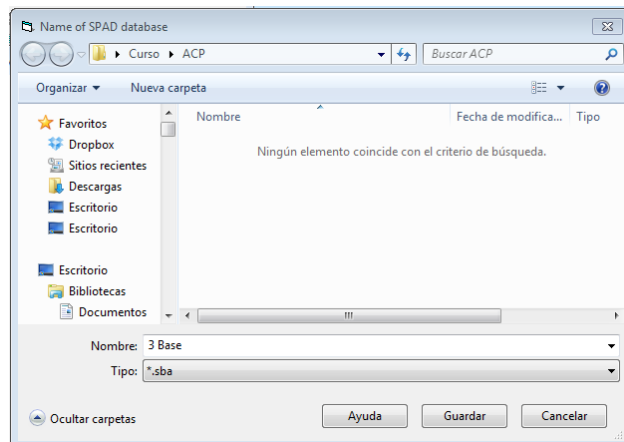 Name of SPAD database
Curso ▸ ACP
Buscar ACP
Organizar
Nueva carpeta
Favoritos
Dropbox
Sitios recientes
Descargas
Escritorio
Escritorio
Escritorio
Bibliotecas
Documentos
Nombre
Fecha de modifica...
Tipo
Ningún elemento coincide con el criterio de búsqueda.
Nombre: 3 Base
Tipo: *.sba
Ocultar carpetas
Ayuda
Guardar
Cancelar